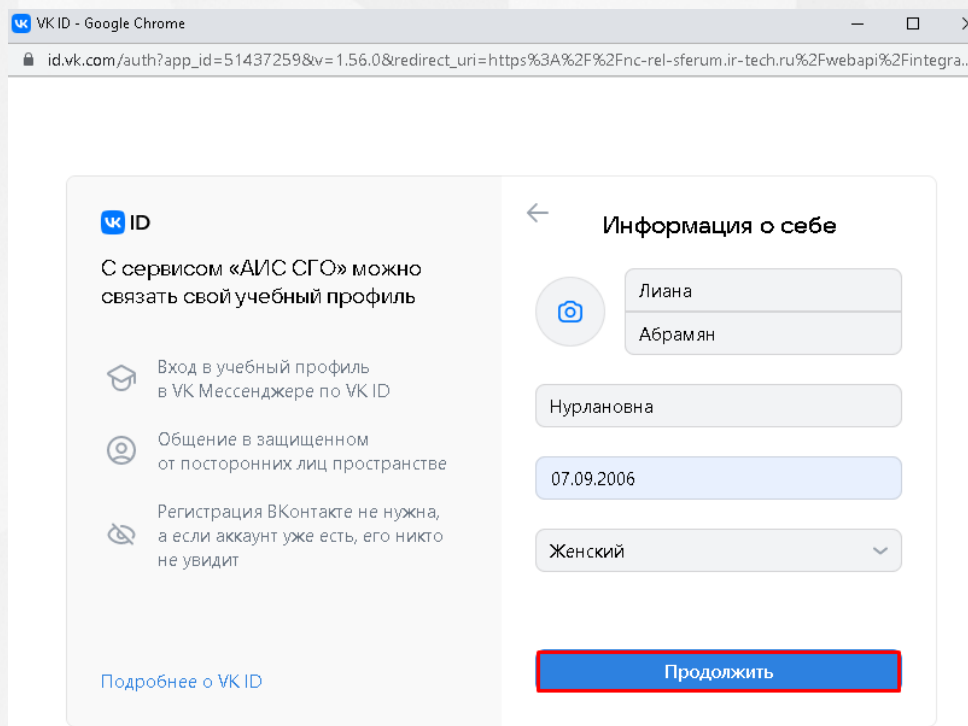 VK ID - Google Chrome
id.vk.com/auth?app_id=51437259&v=1.56.0&redirect_uri=https%3A%2F%2Fnc-rel-sferum.ir-tech.ru%2Fwebapi%2Fintegra...
VK ID
С сервисом «АИС СГО» можно
связать свой учебный профиль
Вход в учебный профиль
в VK Мессенджере по VK ID
Общение в защищенном
от посторонних лиц пространстве
Регистрация ВКонтакте не нужна,
а если аккаунт уже есть, его никто
не увидит
Подробнее о VK ID
Информация о себе
Лиана
Абрамян
Нурлановна
07.09.2006
Женский
Продолжить